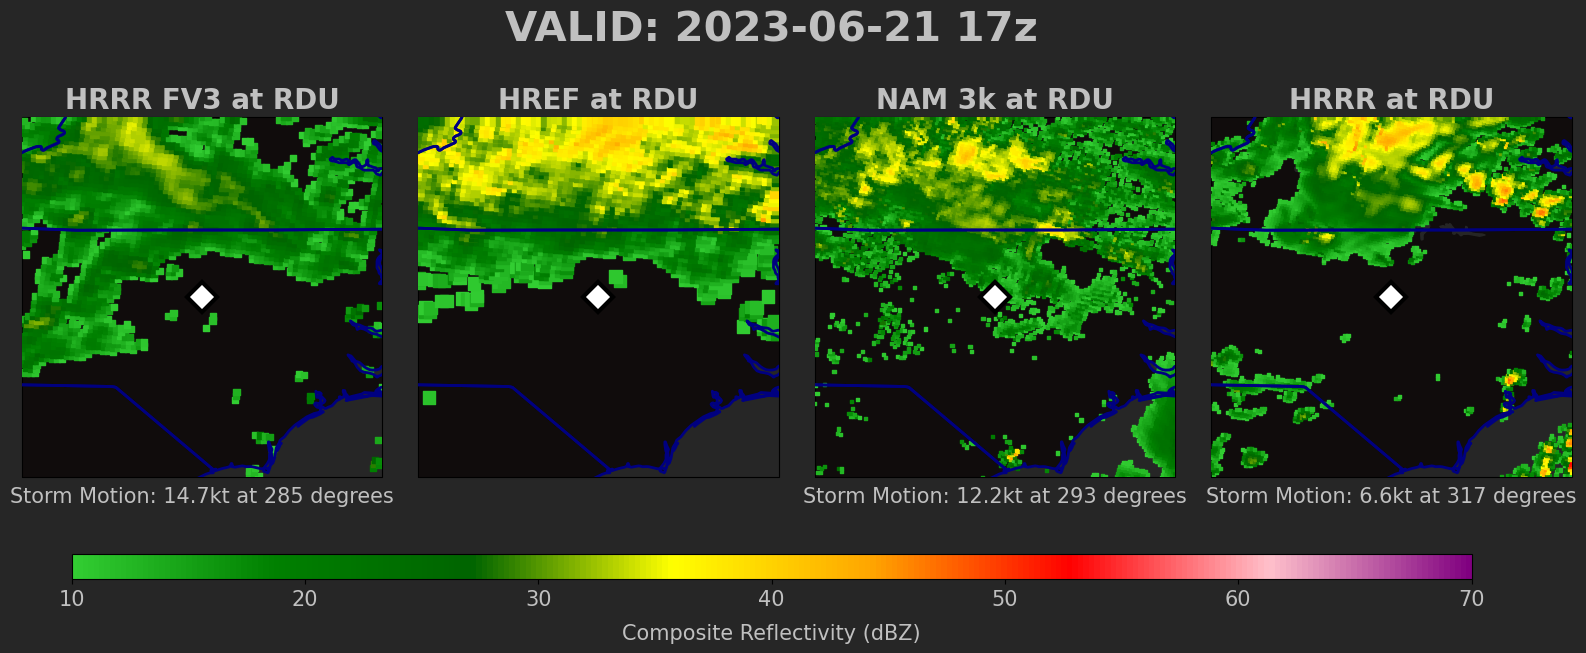 VALID: 2023-06-21 17z
HRRR FV3 at RDU
HREF at RDU
NAM 3k at RDU
HRRR at RDU
Storm Motion: 14.7kt at 285 degrees
Storm Motion: 12.2kt at 293 degrees
Storm Motion: 6.6kt at 317 degrees
10 20 30 40 50 60 70
Composite Reflectivity (dBZ)